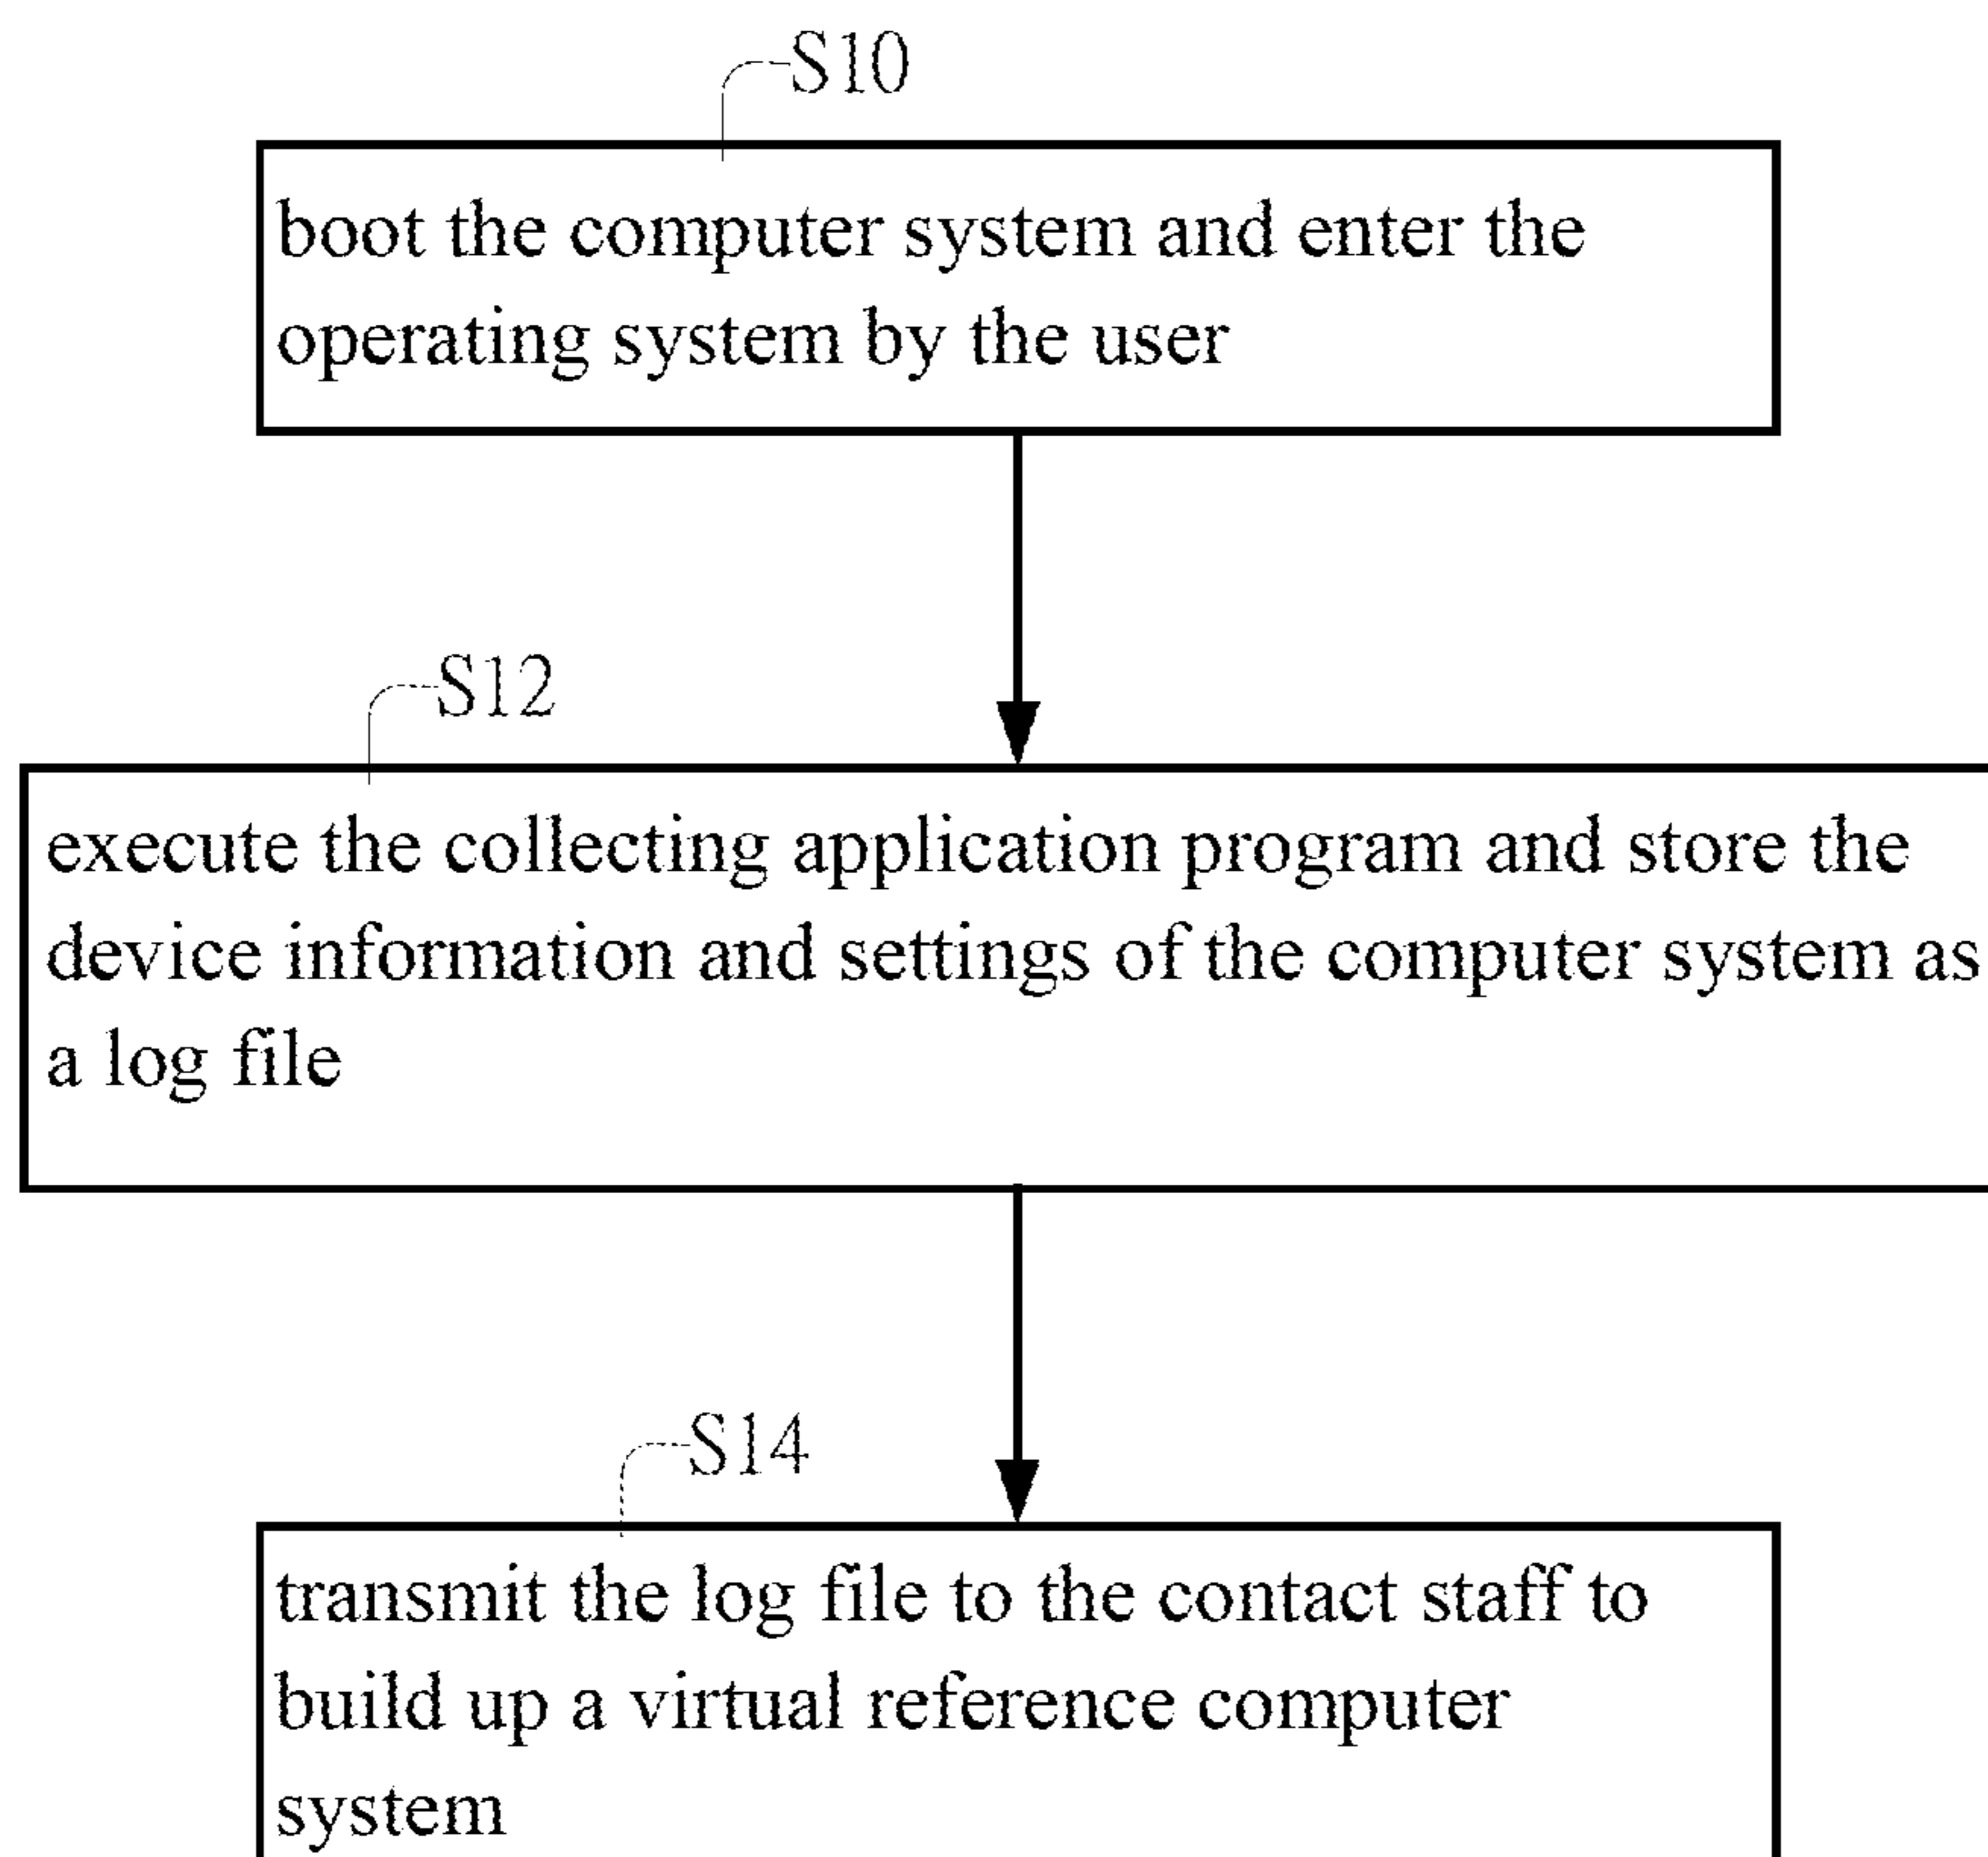 S10
boot the computer system and enter the
operating system by the user
S12
execute the collecting application program and store the
device information and settings of the computer system as
a log file
S14
transmit the log file to the contact staff to
build up a virtual reference computer
system